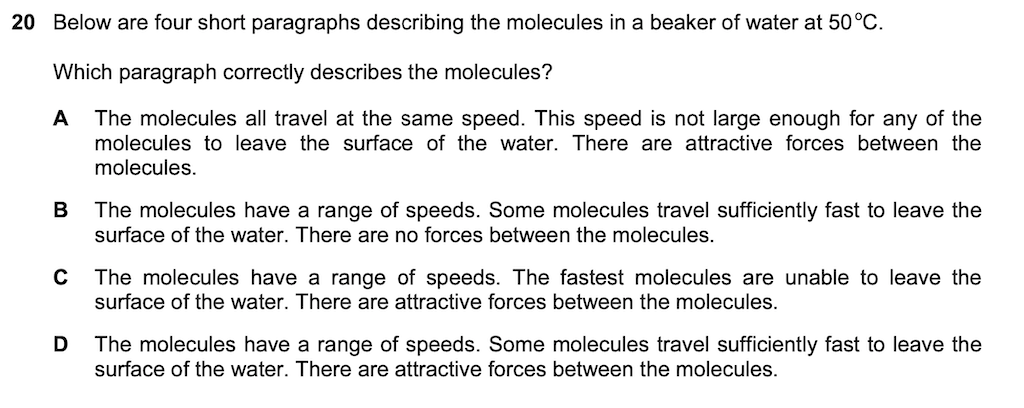 20 Below are four short paragraphs describing the molecules in a beaker of water at 50 °C.
Which paragraph correctly describes the molecules?
A The molecules all travel at the same speed. This speed is not large enough for any of the
molecules to leave the surface of the water. There are attractive forces between the
molecules.
B The molecules have a range of speeds. Some molecules travel sufficiently fast to leave the
surface of the water. There are no forces between the molecules.
C The molecules have a range of speeds. The fastest molecules are unable to leave the
surface of the water. There are attractive forces between the molecules.
D The molecules have a range of speeds. Some molecules travel sufficiently fast to leave the
surface of the water. There are attractive forces between the molecules.